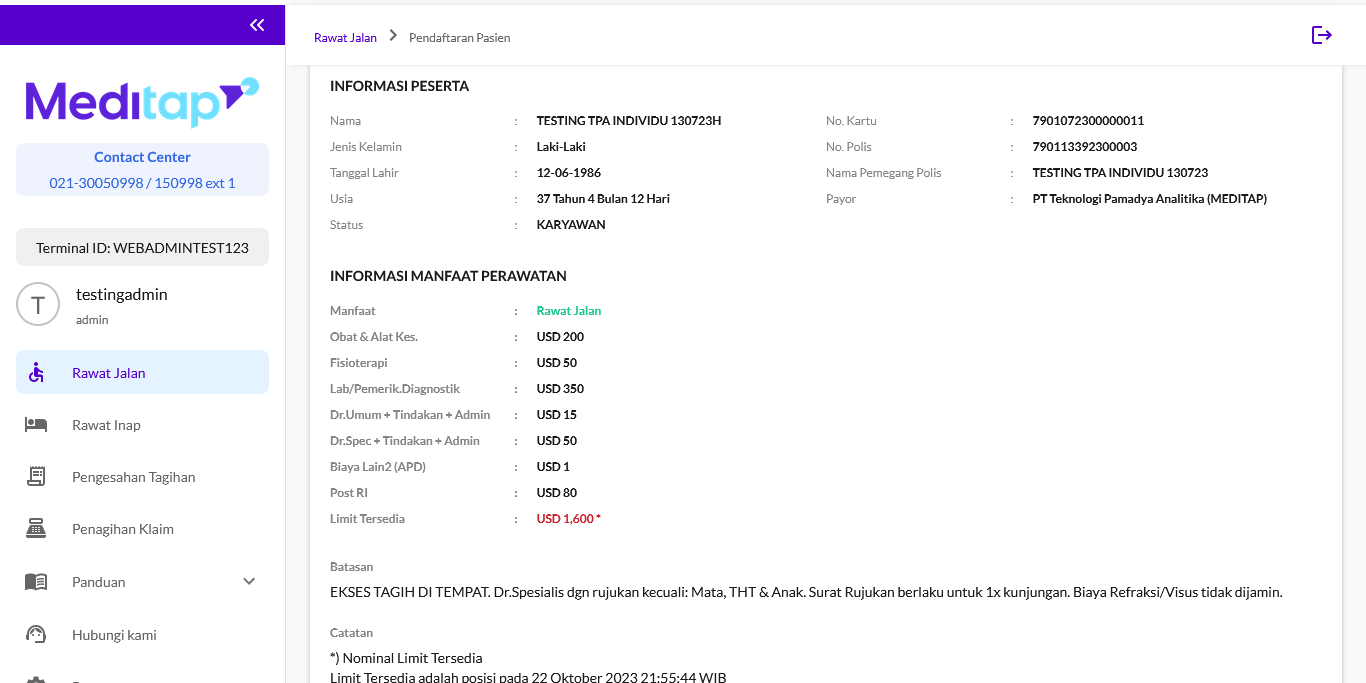 Rawat Jalan > Pendaftaran Pasien
Meditap
Contact Center
021-30050998 / 150998 ext 1
Terminal ID: WEBADMINTEST123
T
testingadmin
admin
Rawat Jalan
Rawat Inap
Pengesahan Tagihan
Penagihan Klaim
Panduan
Hubungi kami
INFORMASI PESERTA
Nama : TESTING TPA INDIVIDU 130723H No. Kartu : 7901072300000011
Jenis Kelamin : Laki-Laki No. Polis : 790113392300003
Tanggal Lahir : 12-06-1986 Nama Pemegang Polis : TESTING TPA INDIVIDU 130723
Usia : 37 Tahun 4 Bulan 12 Hari Payor : PT Teknologi Pamadya Analitika (MEDITAP)
Status : KARYAWAN
INFORMASI MANFAAT PERAWATAN
Manfaat : Rawat Jalan
Obat & Alat Kes. : USD 200
Fisioterapi : USD 50
Lab/Pemerik.Diagnostik : USD 350
Dr.Umum + Tindakan + Admin : USD 15
Dr.Spec + Tindakan + Admin : USD 50
Biaya Lain2 (APD) : USD 1
Post RI : USD 80
Limit Tersedia : USD 1,600 *
Batasan
EKSES TAGIH DI TEMPAT. Dr.Spesialis dgn rujukan kecuali: Mata, THT & Anak. Surat Rujukan berlaku untuk 1x kunjungan. Biaya Refraksi/Visus tidak dijamin.
Catatan
*) Nominal Limit Tersedia
Limit Tersedia adalah posisi pada 22 Oktober 2023 21:55:44 WIB